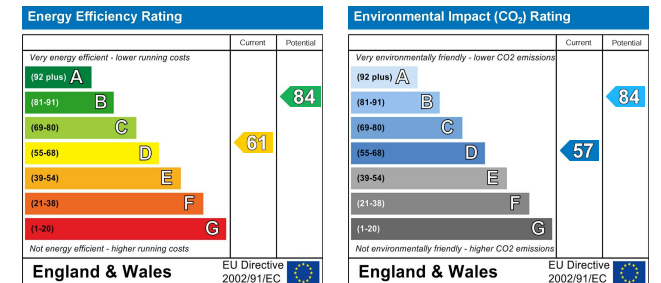 Energy Efficiency Rating
Current Potential
Very energy efficient - lower running costs
(92 plus) A
(81-91) B
84
(69-80) C
61
(55-68) D
(39-54) E
(21-38) F
(1-20) G
Not energy efficient - higher running costs
England & Wales
EU Directive
2002/91/EC
Environmental Impact (CO₂) Rating
Current Potential
Very environmentally friendly - lower CO2 emissions
(92 plus) A
(81-91) B
84
(69-80) C
(55-68) D
57
(39-54) E
(21-38) F
(1-20) G
Not environmentally friendly - higher CO2 emissions
England & Wales
EU Directive
2002/91/EC